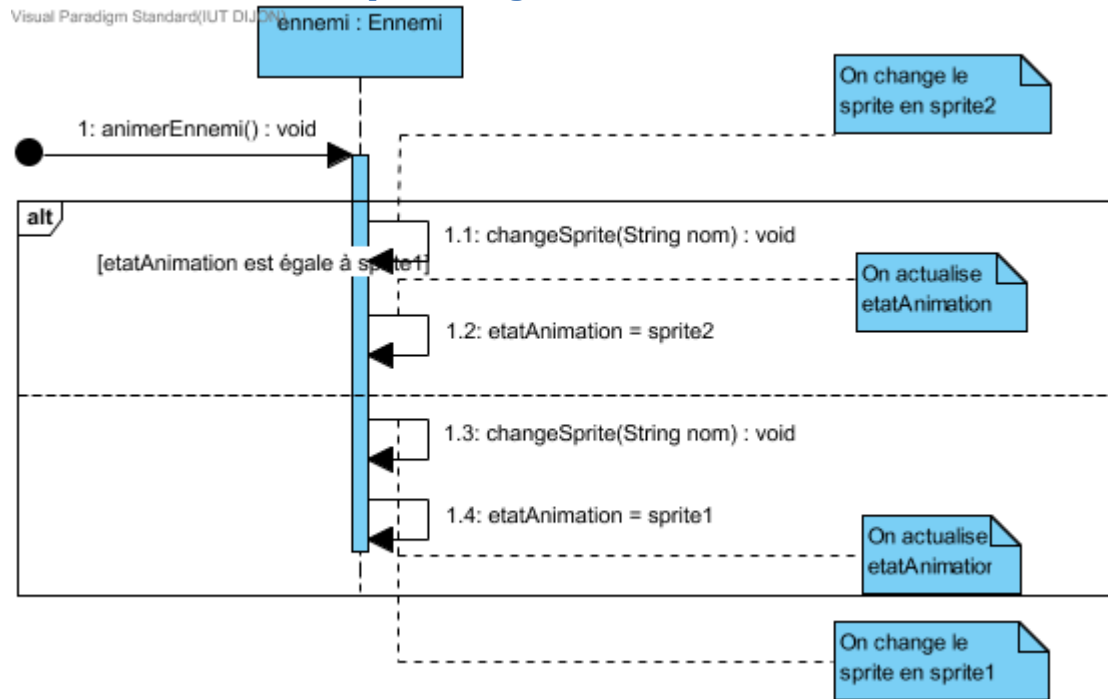 Visual Paradigm Standard(IUT DIJON)
ennemi : Ennemi
On change le
sprite en sprite2
1: animerEnnemi() : void
alt
1.1: changeSprite(String nom) : void
[etatAnimation est égale à sprite1]
On actualise
etatAnimation
1.2: etatAnimation = sprite2
1.3: changeSprite(String nom) : void
1.4: etatAnimation = sprite1
On actualise
etatAnimation
On change le
sprite en sprite1